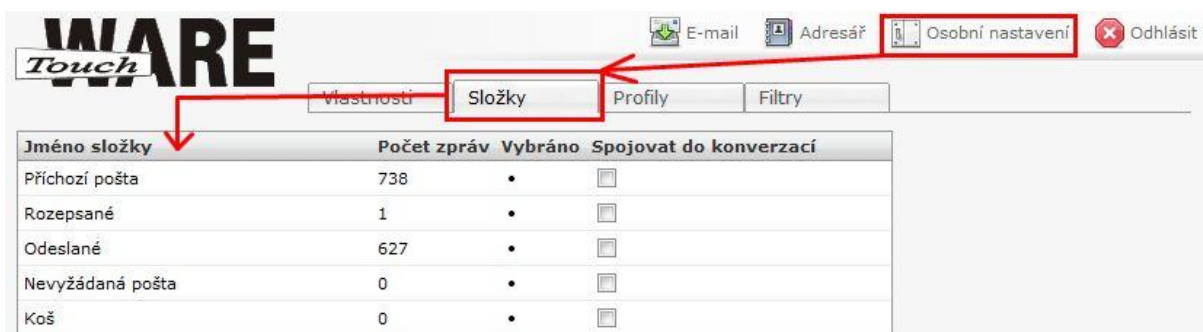 WARE
Touch
E-mail Adresář Osobní nastavení Odhlásit
Vlastnosti Složky Profily Filtry
Jméno složky Počet zpráv Vybráno Spojovat do konverzací
Příchozí pošta 738 •
Rozepsané 1 •
Odeslané 627 •
Nevyžádaná pošta 0 •
Koš 0 •